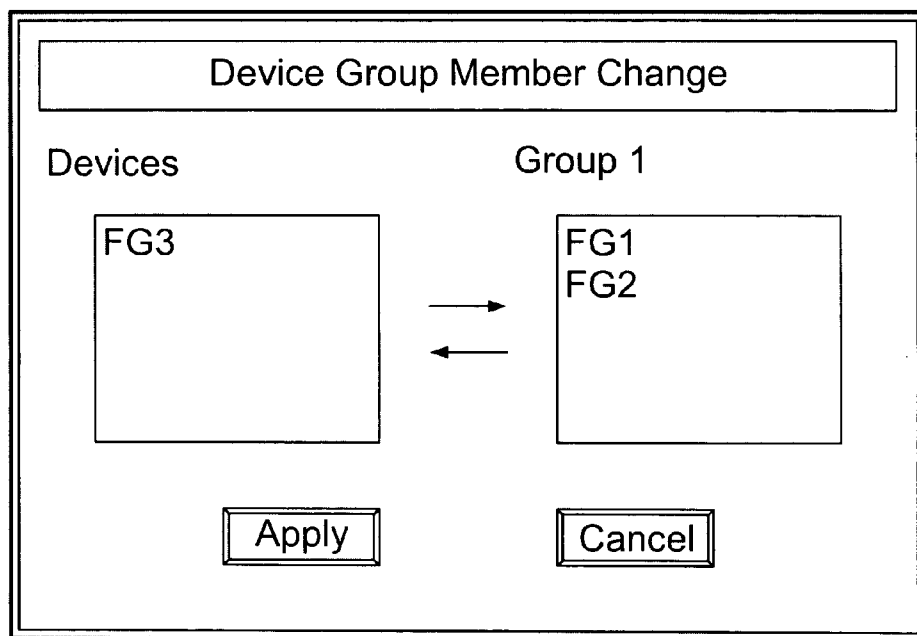 Device Group Member Change
Devices
Group 1
FG3
FG1
FG2
Apply
Cancel